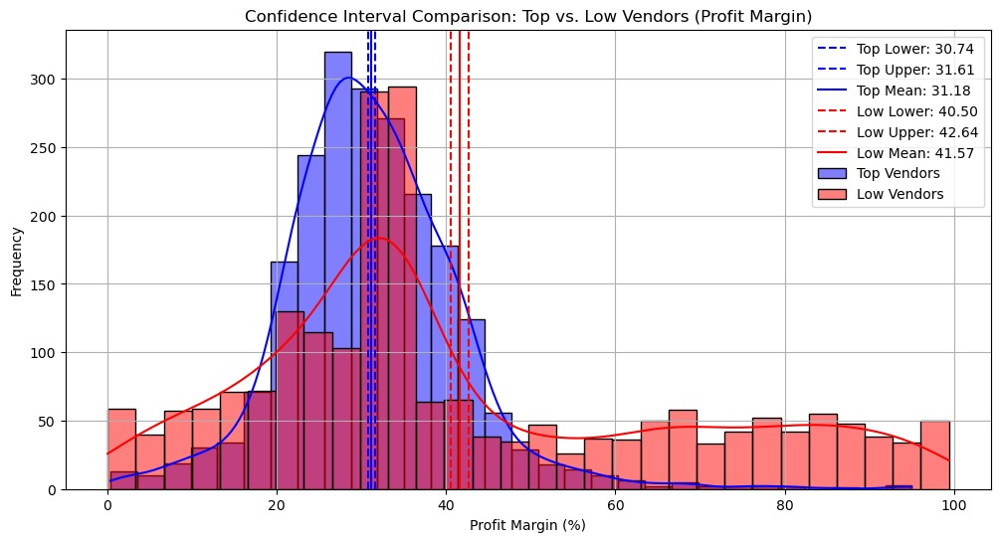 Confidence Interval Comparison: Top vs. Low Vendors (Profit Margin)
Top Lower: 30.74
Top Upper: 31.61
Top Mean: 31.18
Low Lower: 40.50
Low Upper: 42.64
Low Mean: 41.57
Top Vendors
Low Vendors
Frequency
300
250
200
150
100
50
0
0 20 40 60 80 100
Profit Margin (%)